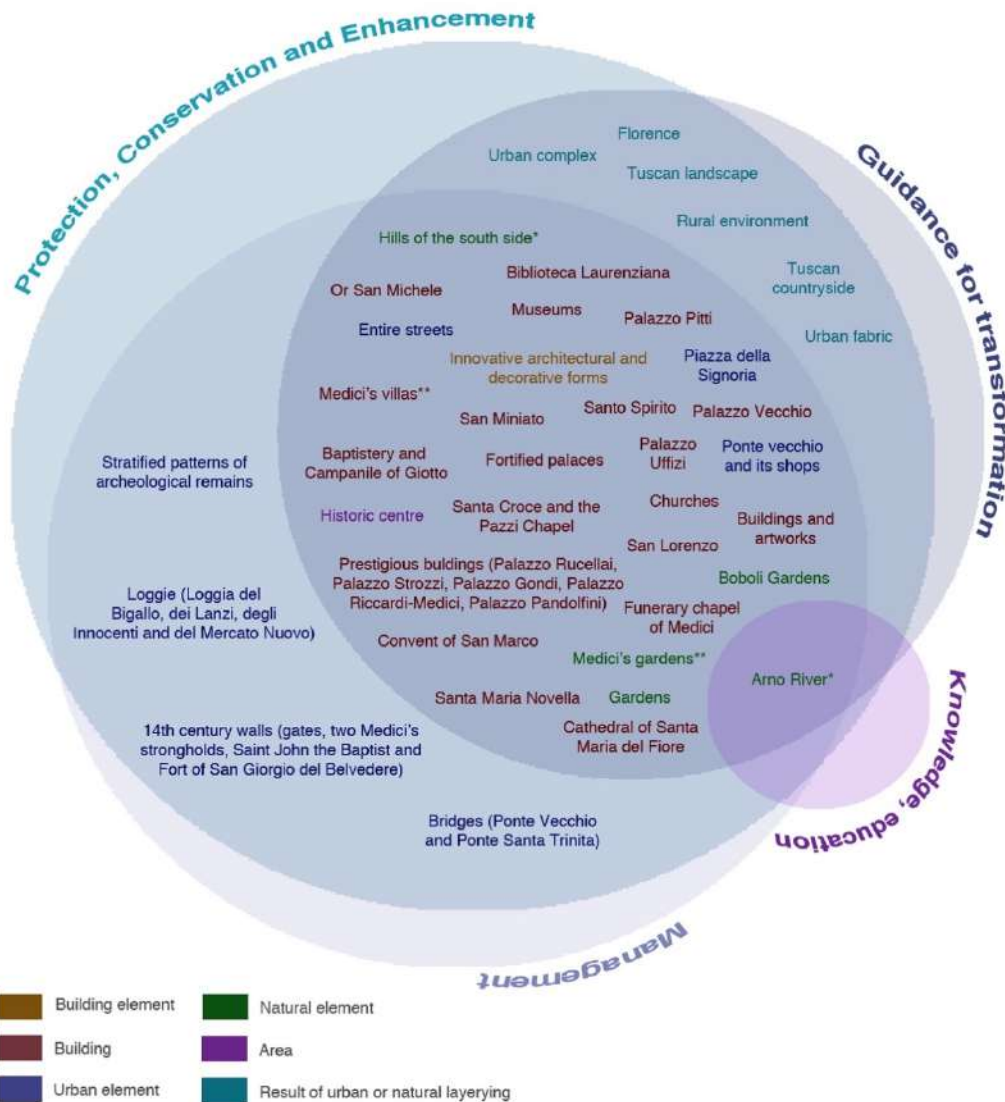 Protection, Conservation and Enhancement
Guidance for transformation
Florence
Urban complex
Tuscan landscape
Rural environment
Hills of the south side*
Tuscan
countryside
Biblioteca Laurenziana
Or San Michele
Museums
Palazzo Pitti
Entire streets
Urban fabric
Innovative architectural and
decorative forms
Piazza della
Signoria
Medici's villas**
San Miniato
Santo Spirito
Palazzo Vecchio
Stratified patterns of
archeological remains
Baptistery and
Campanile of Giotto
Fortified palaces
Palazzo
Uffizi
Ponte vecchio
and its shops
Historic centre
Santa Croce and the
Pazzi Chapel
Churches
Buildings and
artworks
San Lorenzo
Prestigious buldings (Palazzo Rucellai,
Palazzo Strozzi, Palazzo Gondi, Palazzo
Riccardi-Medici, Palazzo Pandolfini)
Boboli Gardens
Loggie (Loggia del
Bigallo, dei Lanzi, degli
Innocenti and del Mercato Nuovo)
Funerary chapel
of Medici
Convent of San Marco
Medici's gardens**
Arno River*
Santa Maria Novella
Gardens
14th century walls (gates, two Medici's
strongholds, Saint John the Baptist and
Fort of San Giorgio del Belvedere)
Cathedral of Santa
Maria del Fiore
Bridges (Ponte Vecchio
and Ponte Santa Trinita)
Knowledge, education
Management
Building element
Natural element
Building
Area
Urban element
Result of urban or natural layerying